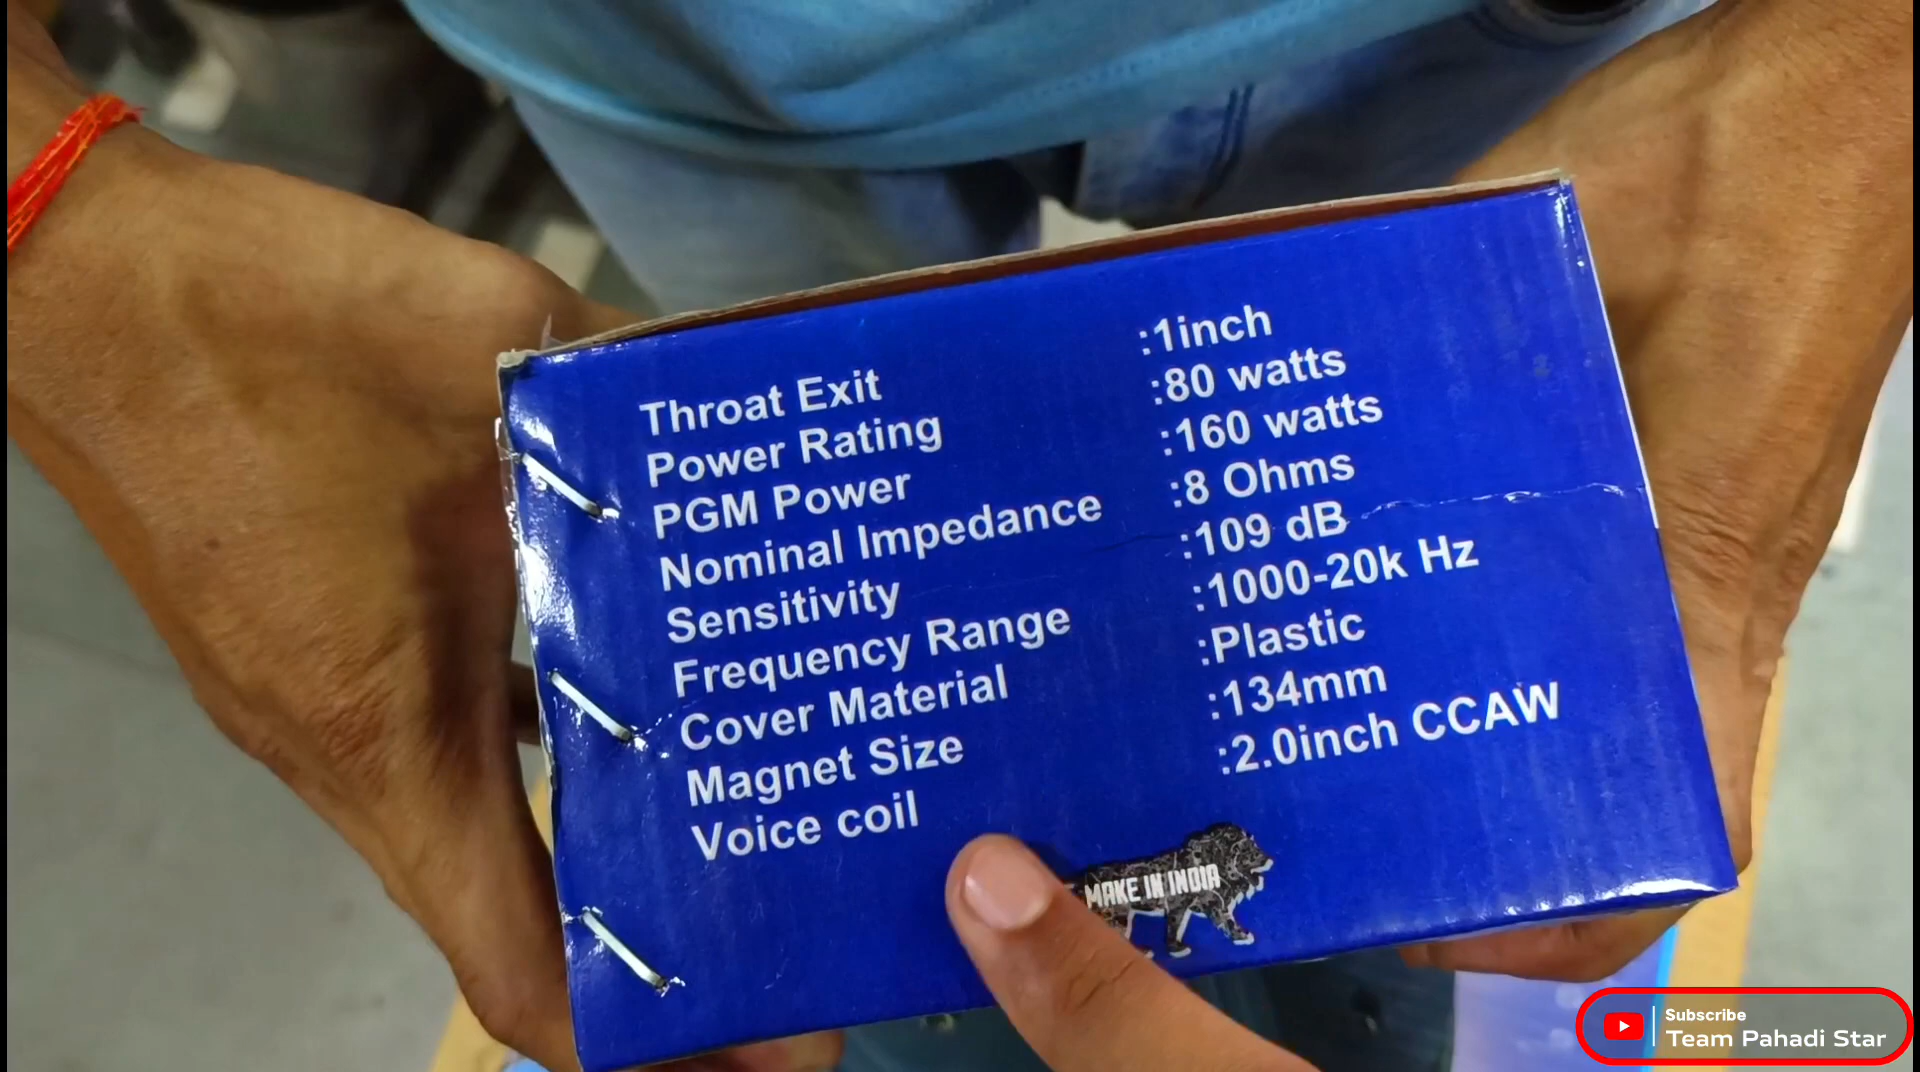 Throat Exit :1inch
Power Rating :80 watts
PGM Power :160 watts
Nominal Impedance :8 Ohms
Sensitivity :109 dB
Frequency Range :1000-20k Hz
Cover Material :Plastic
Magnet Size :134mm
Voice coil :2.0inch CCAW
MAKE IN INDIA
Subscribe
Team Pahadi Star